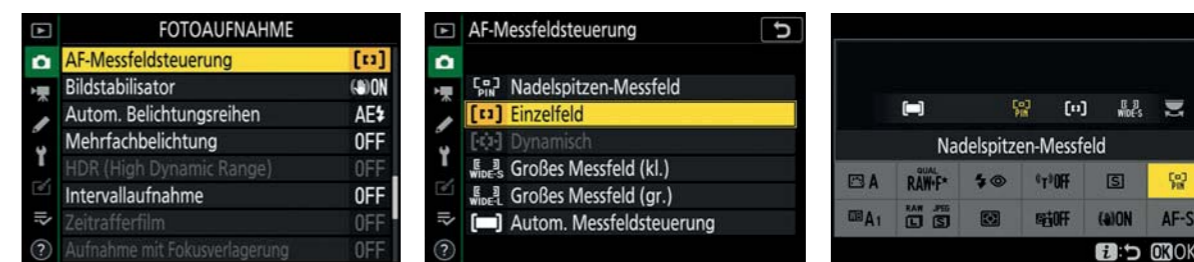 FOTOAUFNAHME
AF-Messfeldsteuerung [ ]
Bildstabilisator ON
Autom. Belichtungsreihen AE
Mehrfachbelichtung OFF
HDR (High Dynamic Range) OFF
Intervallaufnahme OFF
Zeitrafferfilm OFF
Aufnahme mit Fokusverlagerung OFF
?
AF-Messfeldsteuerung
PIN Nadelspitzen-Messfeld
[ ] Einzelfeld
[ ] Dynamisch
WIDE-S Großes Messfeld (kl.)
WIDE-L Großes Messfeld (gr.)
[ ] Autom. Messfeldsteuerung
?
PIN [ ] WIDE-S
Nadelspitzen-Messfeld
A QUAL RAW+F* OFF S PIN
A1 RAW L JPEG S OFF ON AF-S
i: OK OK